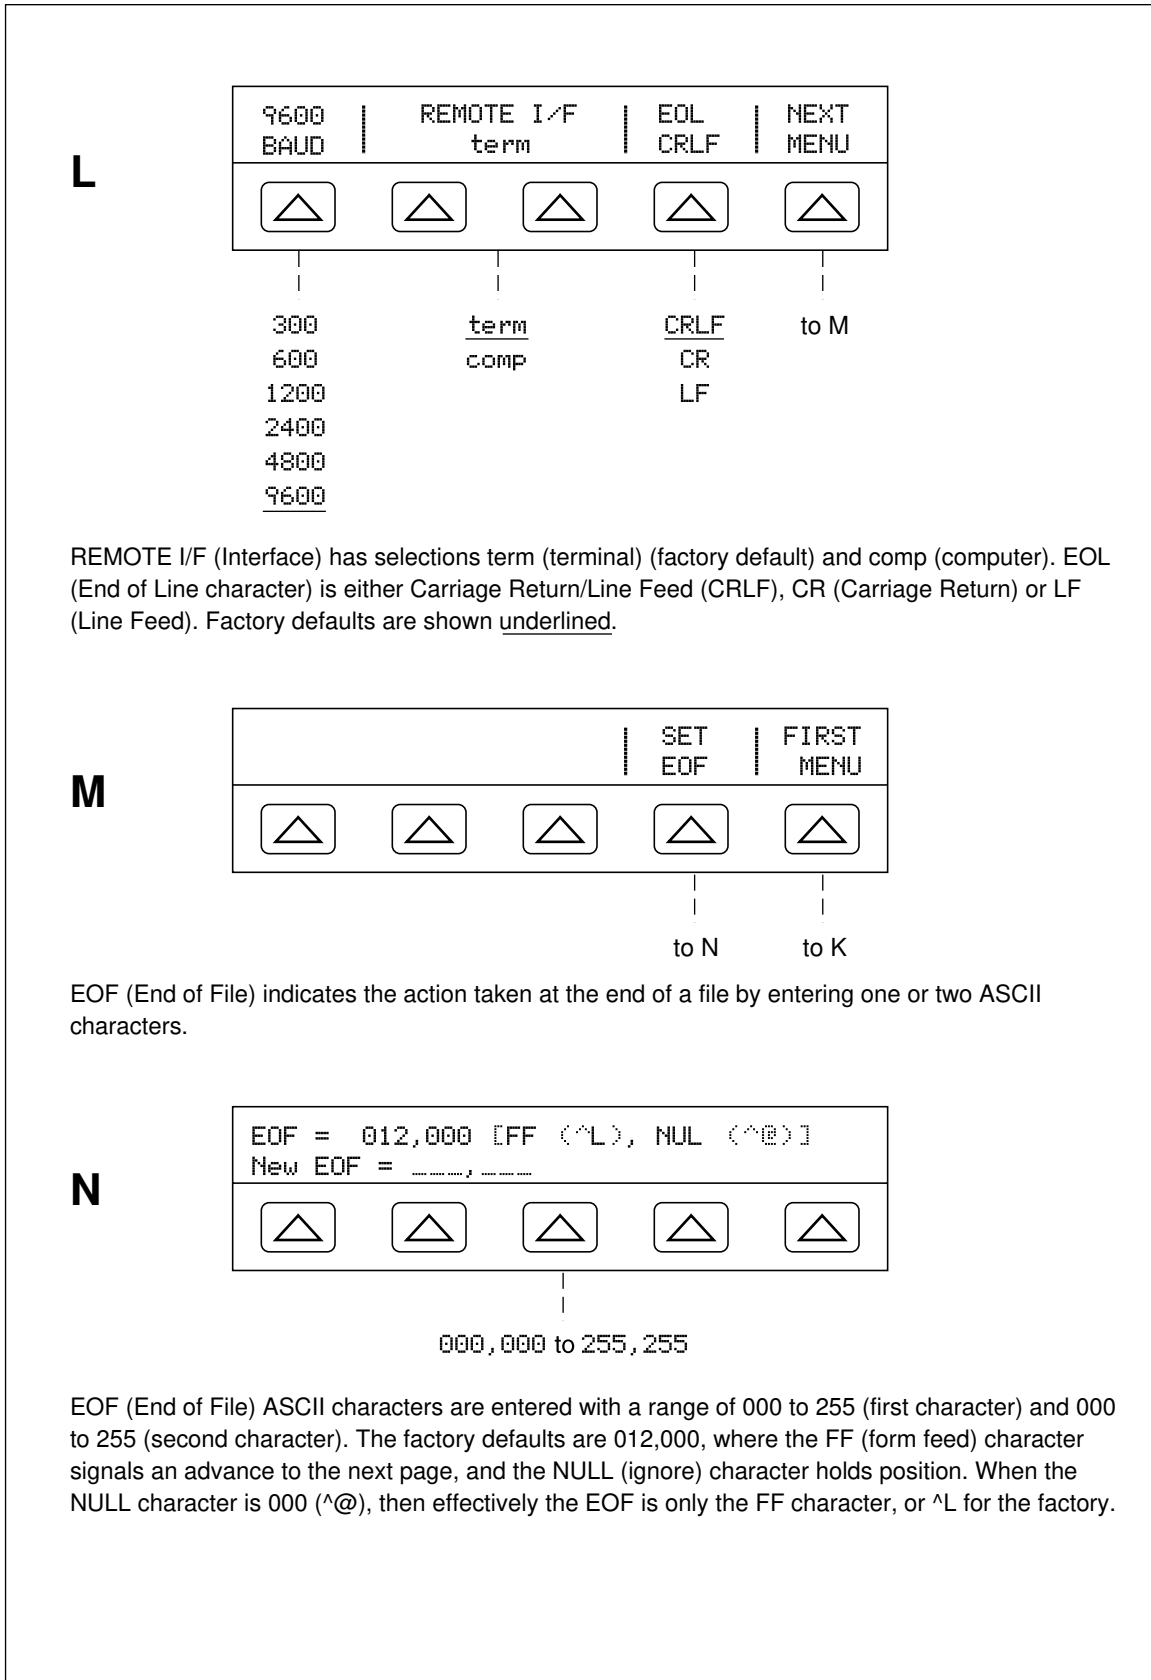 L
9600 | REMOTE I/F | EOL | NEXT
BAUD | term | CRLF | MENU
300 term CRLF to M
600 comp CR
1200 LF
2400
4800
9600
REMOTE I/F (Interface) has selections term (terminal) (factory default) and comp (computer). EOL
(End of Line character) is either Carriage Return/Line Feed (CRLF), CR (Carriage Return) or LF
(Line Feed). Factory defaults are shown underlined.
M
| SET | FIRST
| EOF | MENU
to N to K
EOF (End of File) indicates the action taken at the end of a file by entering one or two ASCII
characters.
N
EOF = 012,000 [FF (^L), NUL (^@)]
New EOF = ___,___
000,000 to 255,255
EOF (End of File) ASCII characters are entered with a range of 000 to 255 (first character) and 000
to 255 (second character). The factory defaults are 012,000, where the FF (form feed) character
signals an advance to the next page, and the NULL (ignore) character holds position. When the
NULL character is 000 (^@), then effectively the EOF is only the FF character, or ^L for the factory.